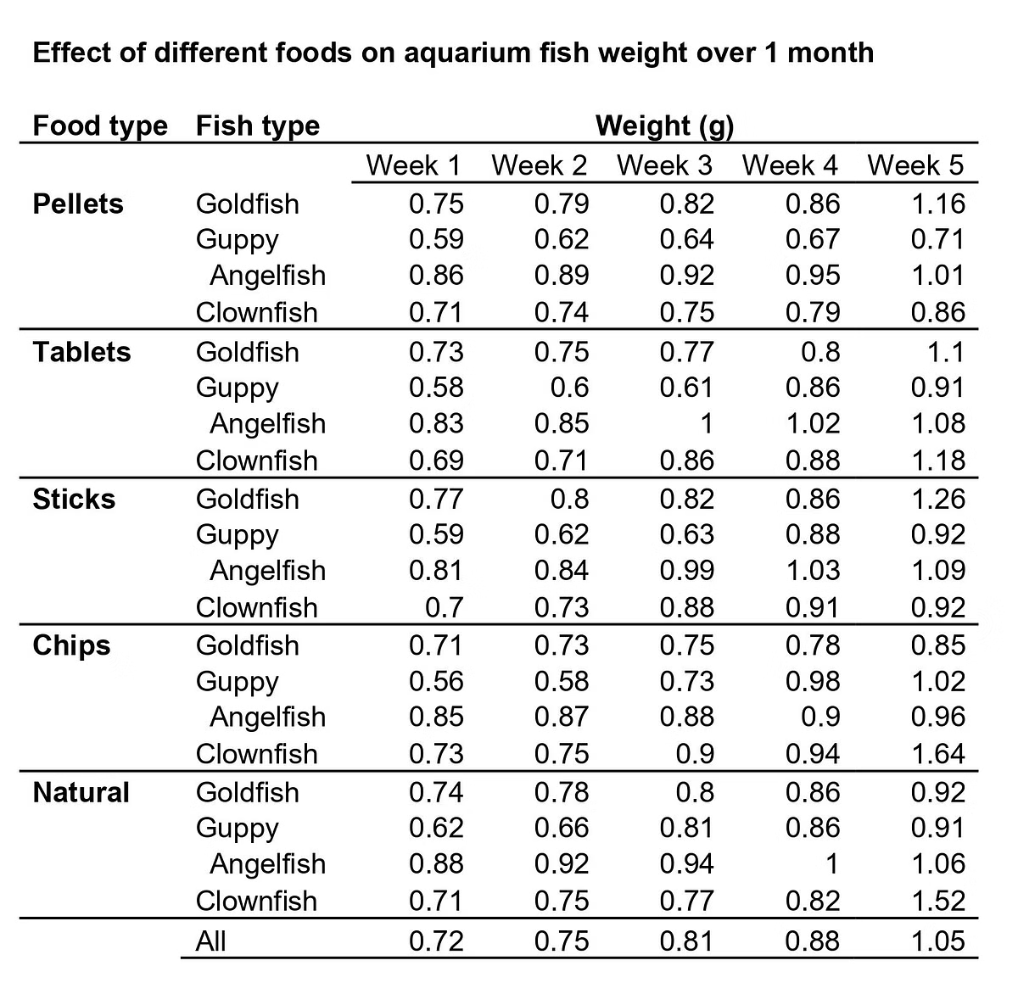 Effect of different foods on aquarium fish weight over 1 month
Food type Fish type Weight (g)
Week 1 Week 2 Week 3 Week 4 Week 5
Pellets Goldfish 0.75 0.79 0.82 0.86 1.16
Guppy 0.59 0.62 0.64 0.67 0.71
Angelfish 0.86 0.89 0.92 0.95 1.01
Clownfish 0.71 0.74 0.75 0.79 0.86
Tablets Goldfish 0.73 0.75 0.77 0.8 1.1
Guppy 0.58 0.6 0.61 0.86 0.91
Angelfish 0.83 0.85 1 1.02 1.08
Clownfish 0.69 0.71 0.86 0.88 1.18
Sticks Goldfish 0.77 0.8 0.82 0.86 1.26
Guppy 0.59 0.62 0.63 0.88 0.92
Angelfish 0.81 0.84 0.99 1.03 1.09
Clownfish 0.7 0.73 0.88 0.91 0.92
Chips Goldfish 0.71 0.73 0.75 0.78 0.85
Guppy 0.56 0.58 0.73 0.98 1.02
Angelfish 0.85 0.87 0.88 0.9 0.96
Clownfish 0.73 0.75 0.9 0.94 1.64
Natural Goldfish 0.74 0.78 0.8 0.86 0.92
Guppy 0.62 0.66 0.81 0.86 0.91
Angelfish 0.88 0.92 0.94 1 1.06
Clownfish 0.71 0.75 0.77 0.82 1.52
All 0.72 0.75 0.81 0.88 1.05